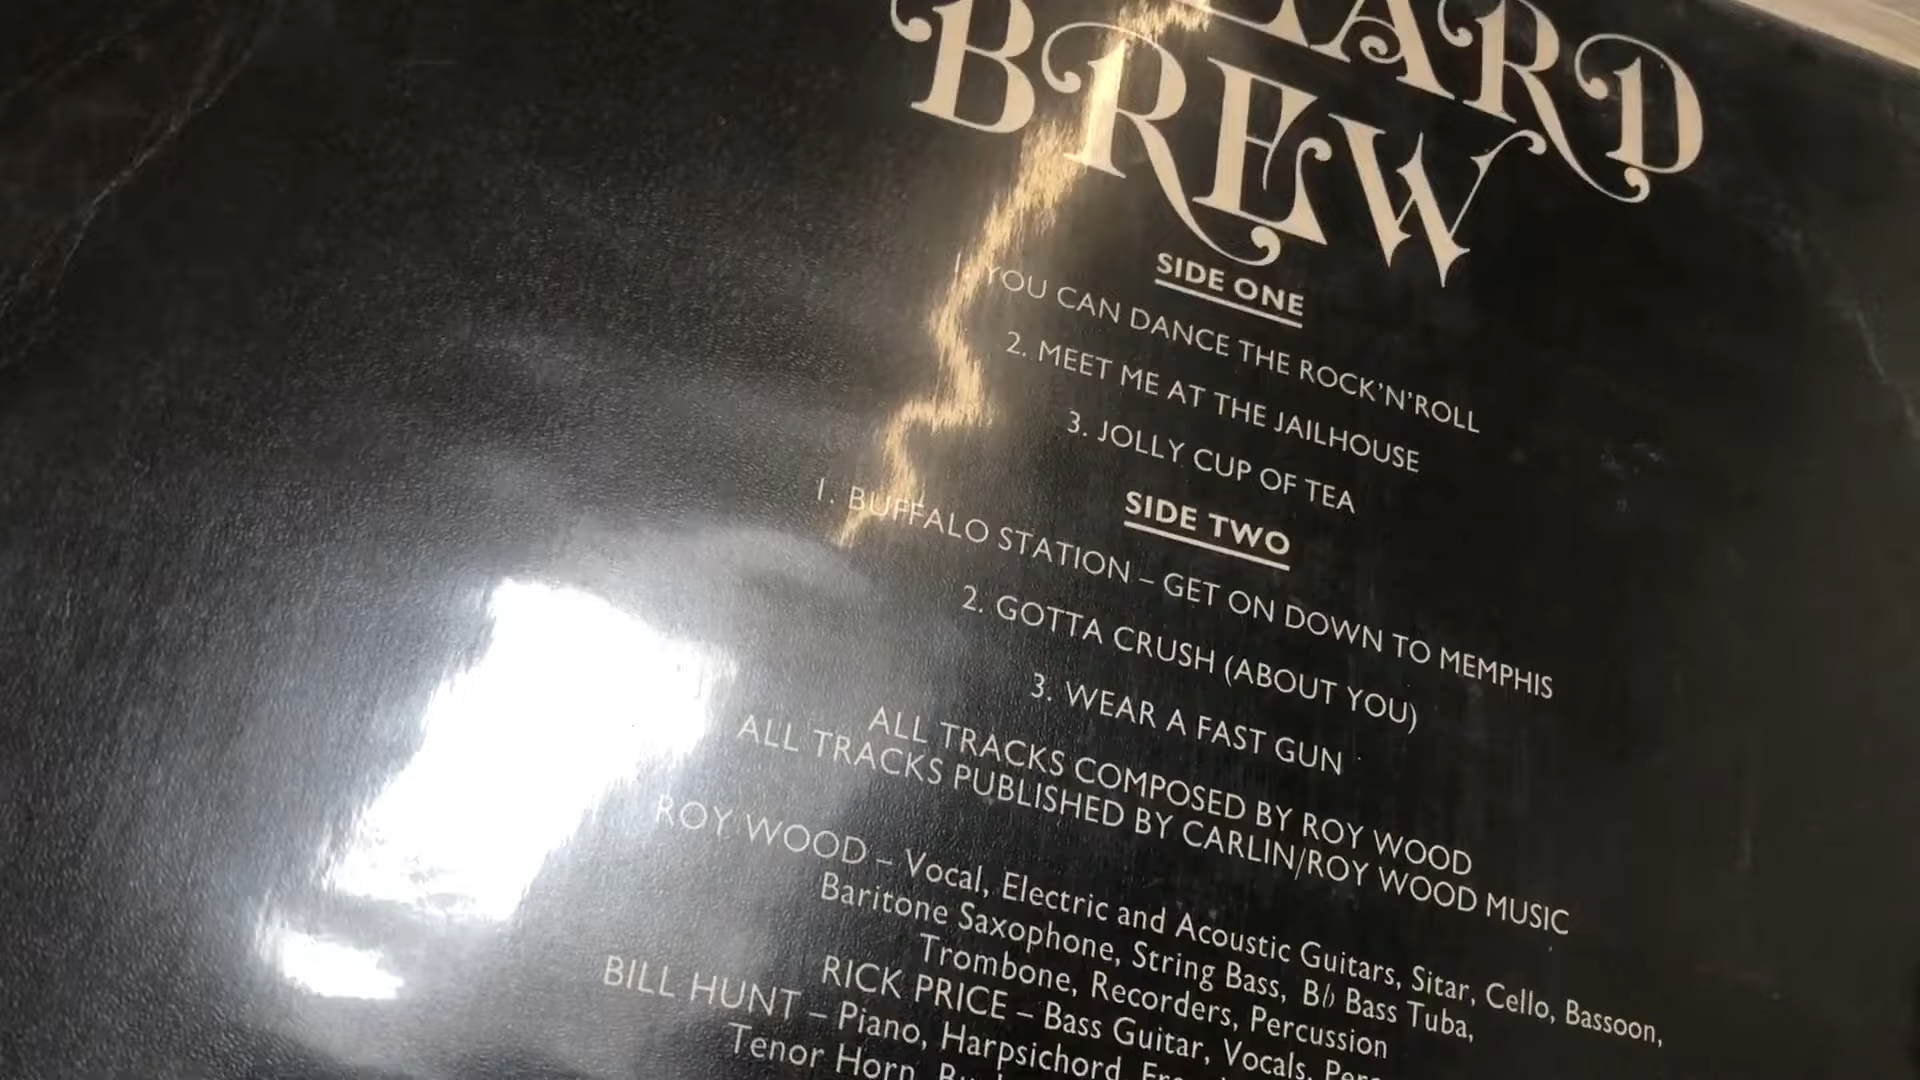 BREW
SIDE ONE
1. YOU CAN DANCE THE ROCK'N'ROLL
2. MEET ME AT THE JAILHOUSE
3. JOLLY CUP OF TEA
SIDE TWO
1. BUFFALO STATION – GET ON DOWN TO MEMPHIS
2. GOTTA CRUSH (ABOUT YOU)
3. WEAR A FAST GUN
ALL TRACKS COMPOSED BY ROY WOOD
ALL TRACKS PUBLISHED BY CARLIN/ROY WOOD MUSIC
ROY WOOD – Vocal, Electric and Acoustic Guitars, Sitar, Cello, Bassoon,
Baritone Saxophone, String Bass, B♭ Bass Tuba,
Trombone, Recorders, Percussion
RICK PRICE – Bass Guitar, Vocals,
BILL HUNT – Piano, Harpsichord,
Tenor Horn,